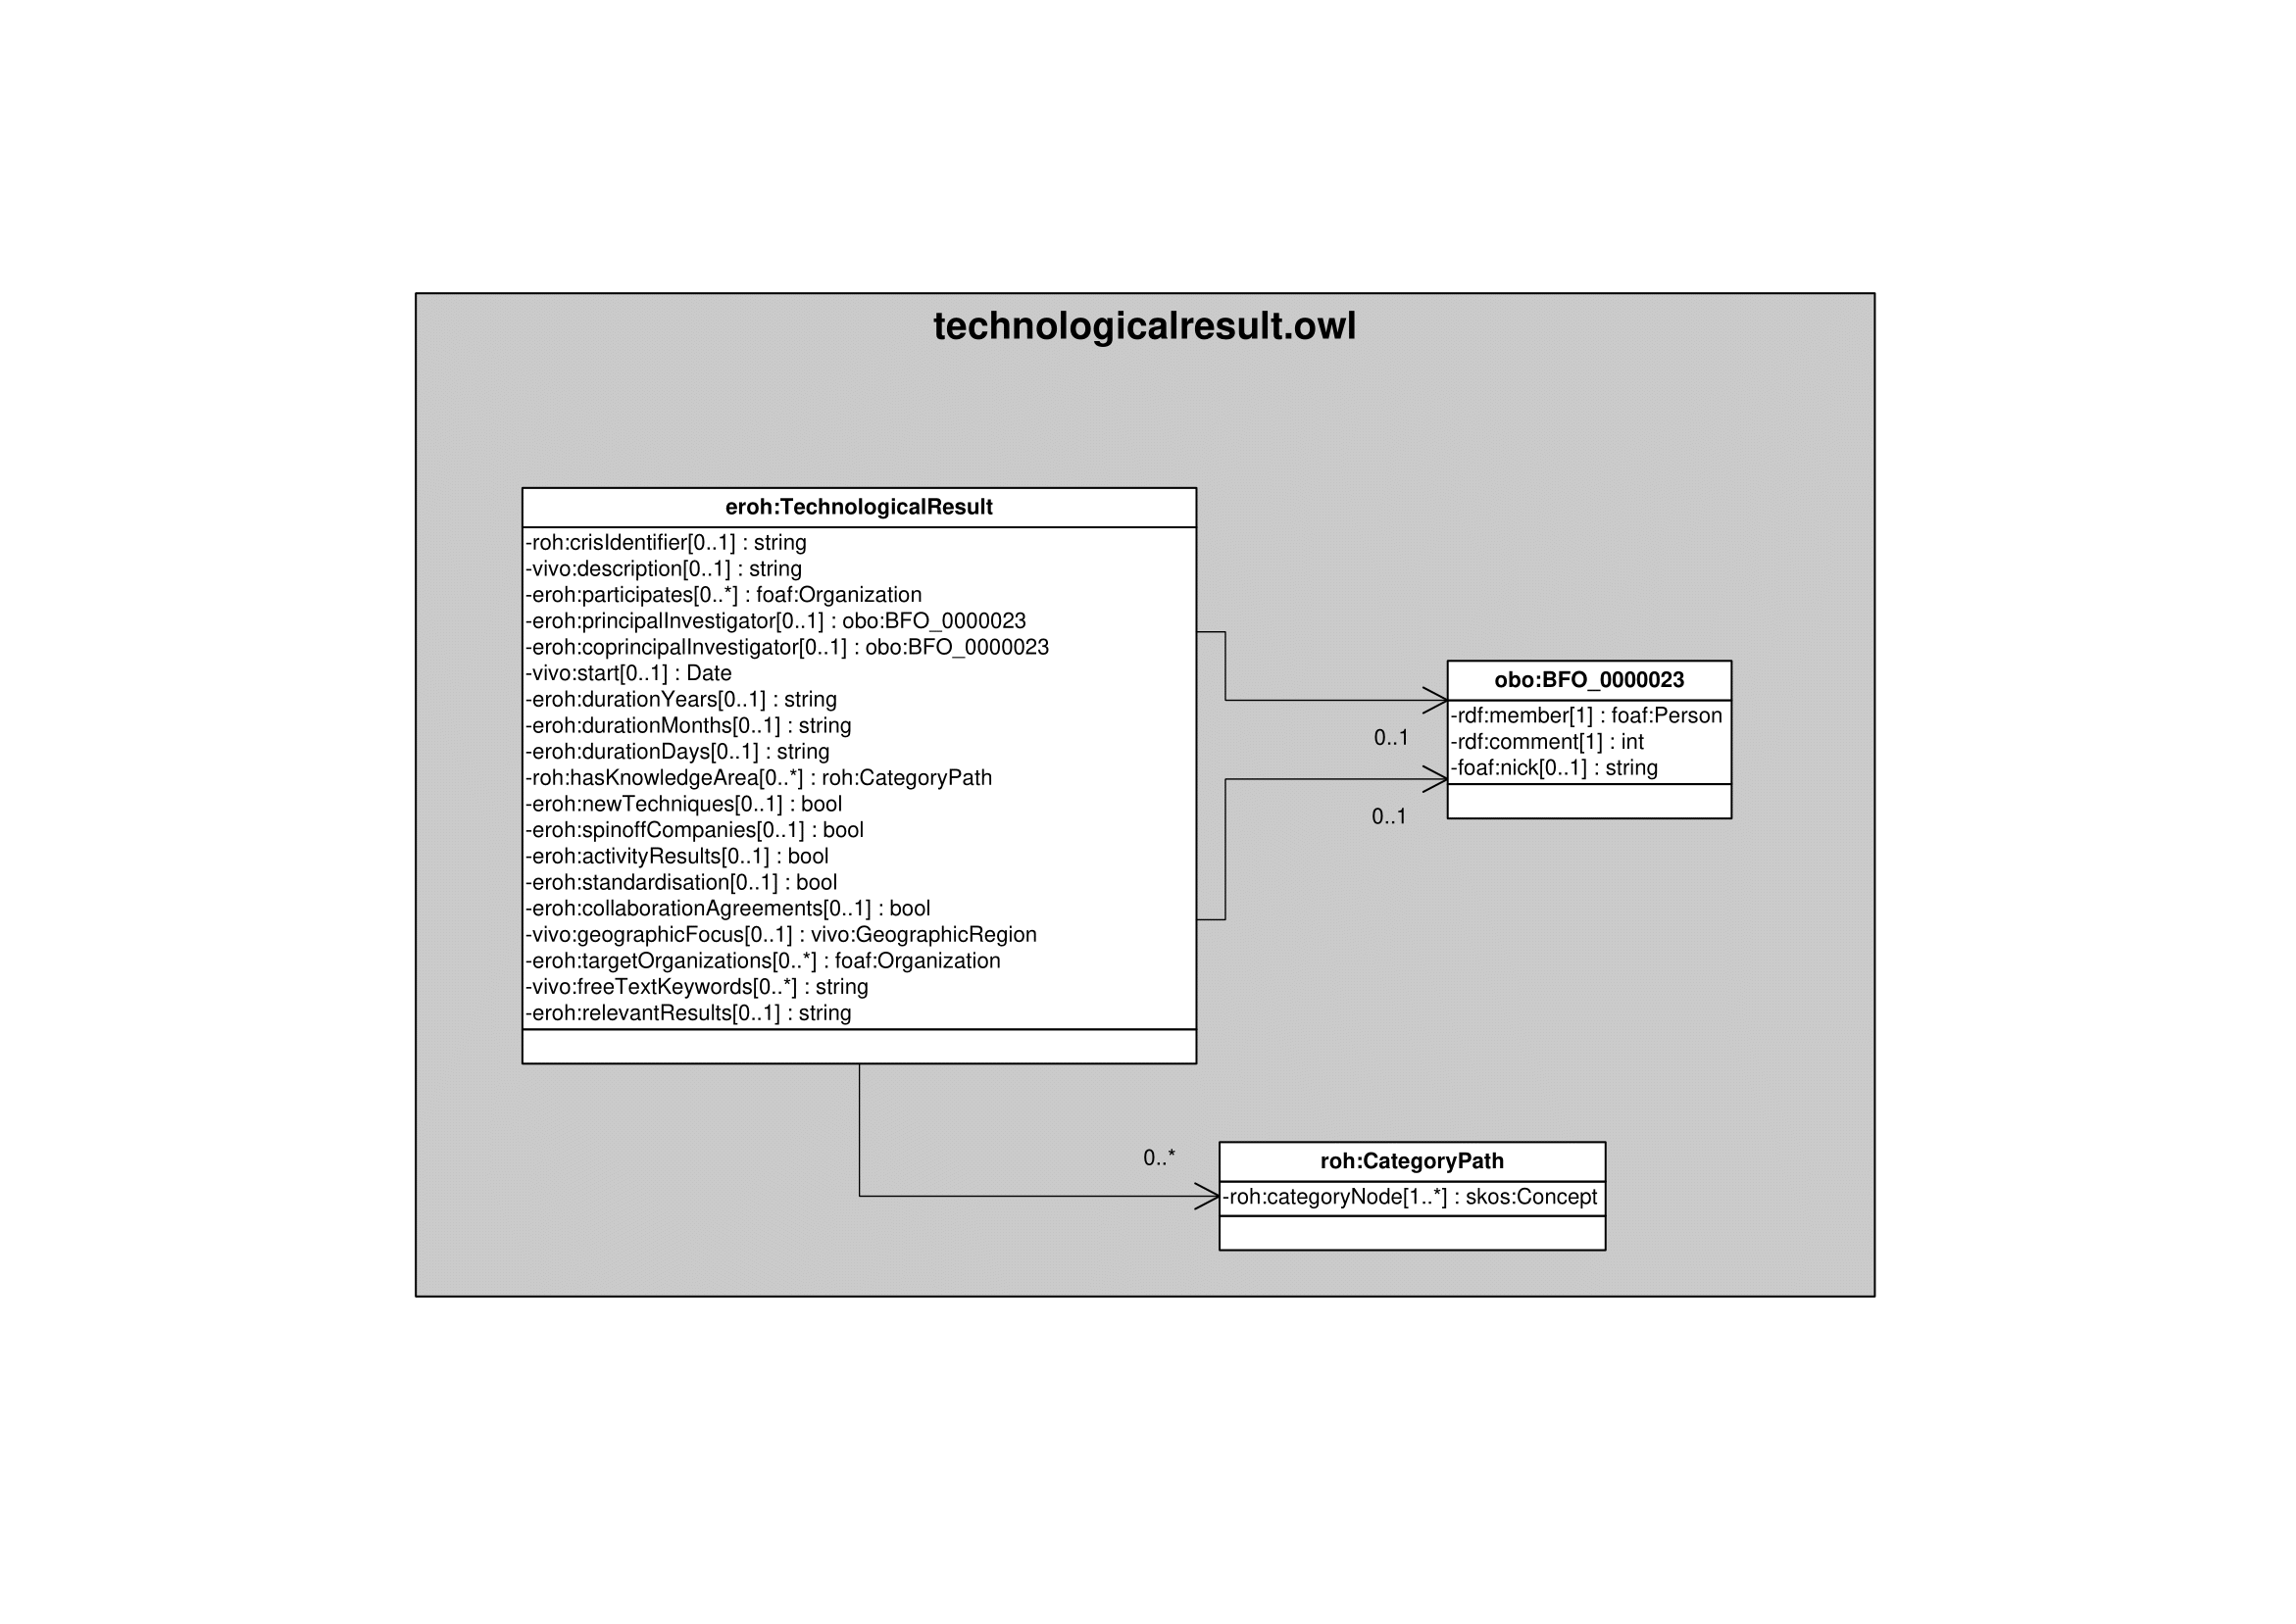 technologicalresult.owl
eroh:TechnologicalResult
-roh:crisIdentifier[0..1] : string
-vivo:description[0..1] : string
-eroh:participates[0..*] : foaf:Organization
-eroh:principalInvestigator[0..1] : obo:BFO_0000023
-eroh:coprincipalInvestigator[0..1] : obo:BFO_0000023
-vivo:start[0..1] : Date
-eroh:durationYears[0..1] : string
-eroh:durationMonths[0..1] : string
-eroh:durationDays[0..1] : string
-roh:hasKnowledgeArea[0..*] : roh:CategoryPath
-eroh:newTechniques[0..1] : bool
-eroh:spinoffCompanies[0..1] : bool
-eroh:activityResults[0..1] : bool
-eroh:standardisation[0..1] : bool
-eroh:collaborationAgreements[0..1] : bool
-vivo:geographicFocus[0..1] : vivo:GeographicRegion
-eroh:targetOrganizations[0..*] : foaf:Organization
-vivo:freeTextKeywords[0..*] : string
-eroh:relevantResults[0..1] : string
obo:BFO_0000023
-rdf:member[1] : foaf:Person
-rdf:comment[1] : int
-foaf:nick[0..1] : string
0..1
0..1
0..*
roh:CategoryPath
-roh:categoryNode[1..*] : skos:Concept